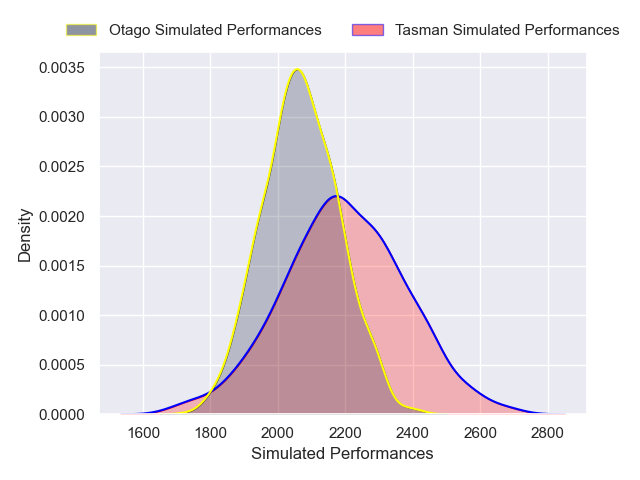 Otago Simulated Performances Tasman Simulated Performances
0.0035
0.0030
0.0025
0.0020
0.0015
0.0010
0.0005
0.0000
Density
1600 1800 2000 2200 2400 2600 2800
Simulated Performances